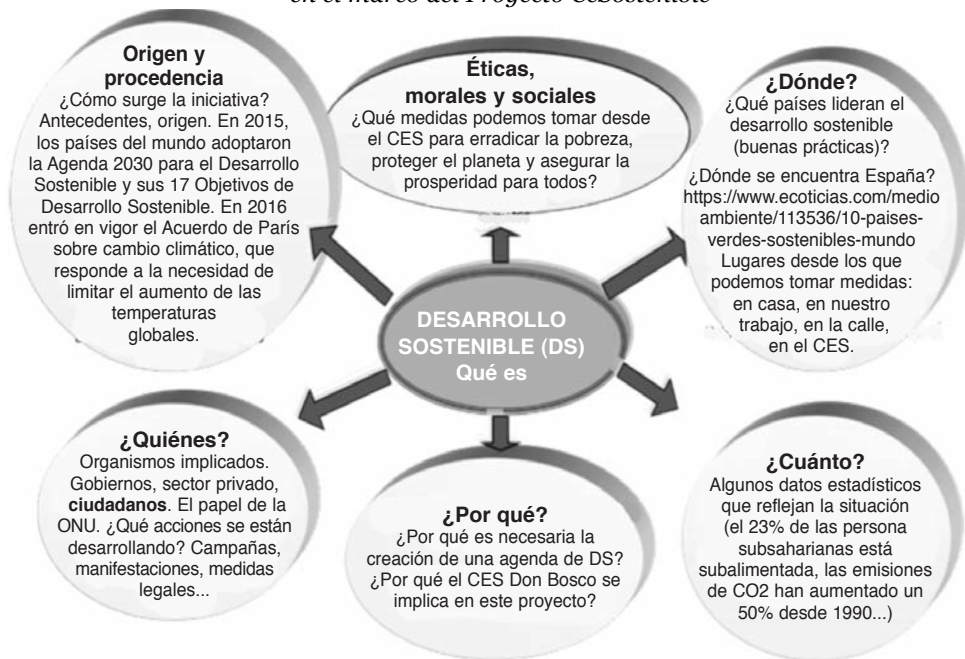 en el marco del Proyecto CeSostenible
Origen y
procedencia
¿Cómo surge la iniciativa?
Antecedentes, origen. En 2015,
los países del mundo adoptaron
la Agenda 2030 para el Desarrollo
Sostenible y sus 17 Objetivos de
Desarrollo Sostenible. En 2016
entró en vigor el Acuerdo de París
sobre cambio climático, que
responde a la necesidad de
limitar el aumento de las
temperaturas
globales.
Éticas,
morales y sociales
¿Qué medidas podemos tomar desde
el CES para erradicar la pobreza,
proteger el planeta y asegurar la
prosperidad para todos?
¿Dónde?
¿Qué países lideran el
desarrollo sostenible
(buenas prácticas)?
¿Dónde se encuentra España?
https://www.ecoticias.com/medio
ambiente/113536/10-paises-
verdes-sostenibles-mundo
Lugares desde los que
podemos tomar medidas:
en casa, en nuestro
trabajo, en la calle,
en el CES.
DESARROLLO
SOSTENIBLE (DS)
Qué es
¿Quiénes?
Organismos implicados.
Gobiernos, sector privado,
ciudadanos. El papel de la
ONU. ¿Qué acciones se están
desarrollando? Campañas,
manifestaciones, medidas
legales...
¿Por qué?
¿Por qué es necesaria la
creación de una agenda de DS?
¿Por qué el CES Don Bosco se
implica en este proyecto?
¿Cuánto?
Algunos datos estadísticos
que reflejan la situación
(el 23% de las persona
subsaharianas está
subalimentada, las emisiones
de CO2 han aumentado un
50% desde 1990...)